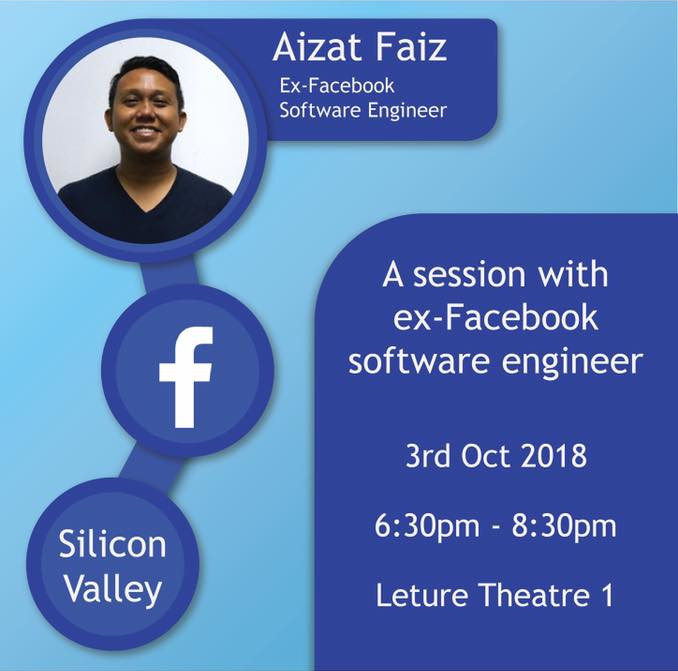 Aizat Faiz
Ex-Facebook
Software Engineer
f
Silicon
Valley
A session with
ex-Facebook
software engineer
3rd Oct 2018
6:30pm - 8:30pm
Leture Theatre 1